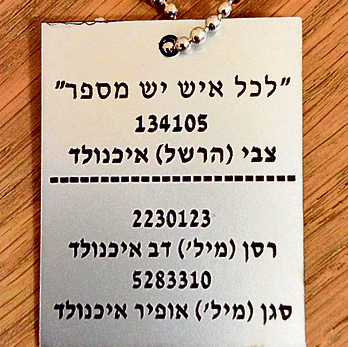 "לכל איש יש מספר"
134105
צבי (הרשל) איכנולד
2230123
רסן (מיל') דב איכנולד
5283310
סגן (מיל') אופיר איכנולד